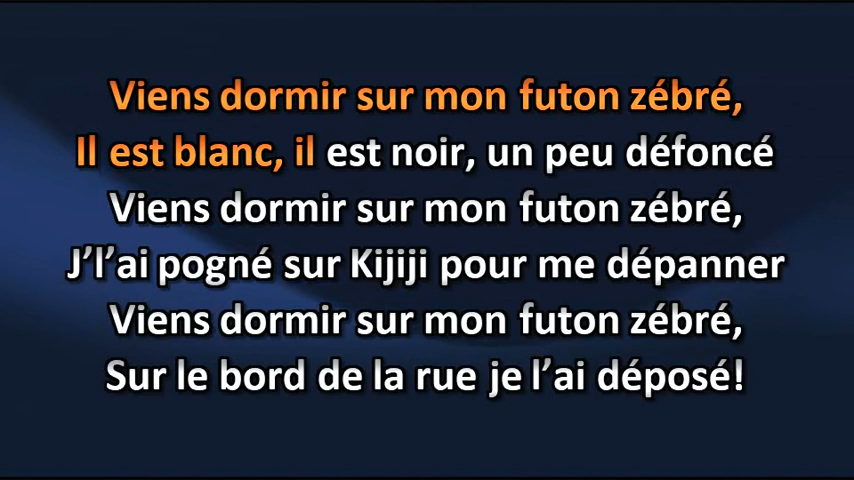 Viens dormir sur mon futon zébré,
Il est blanc, il est noir, un peu défoncé
Viens dormir sur mon futon zébré,
J’l’ai pogné sur Kijiji pour me dépanner
Viens dormir sur mon futon zébré,
Sur le bord de la rue je l’ai déposé!